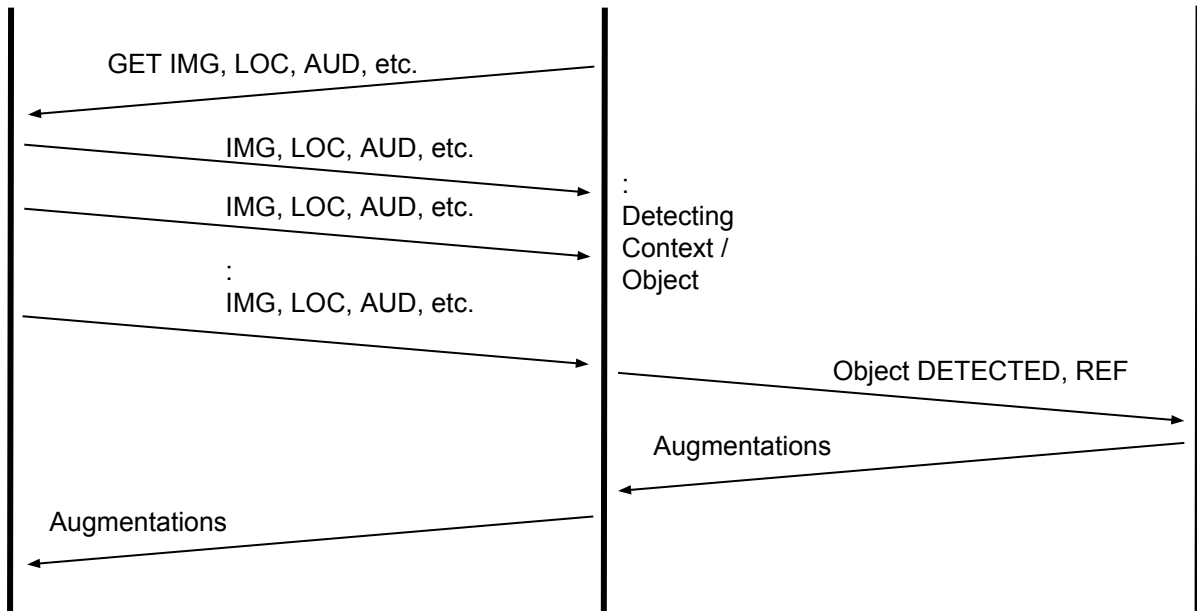 GET IMG, LOC, AUD, etc.
IMG, LOC, AUD, etc.
IMG, LOC, AUD, etc.
:
IMG, LOC, AUD, etc.
:
Detecting
Context /
Object
Object DETECTED, REF
Augmentations
Augmentations